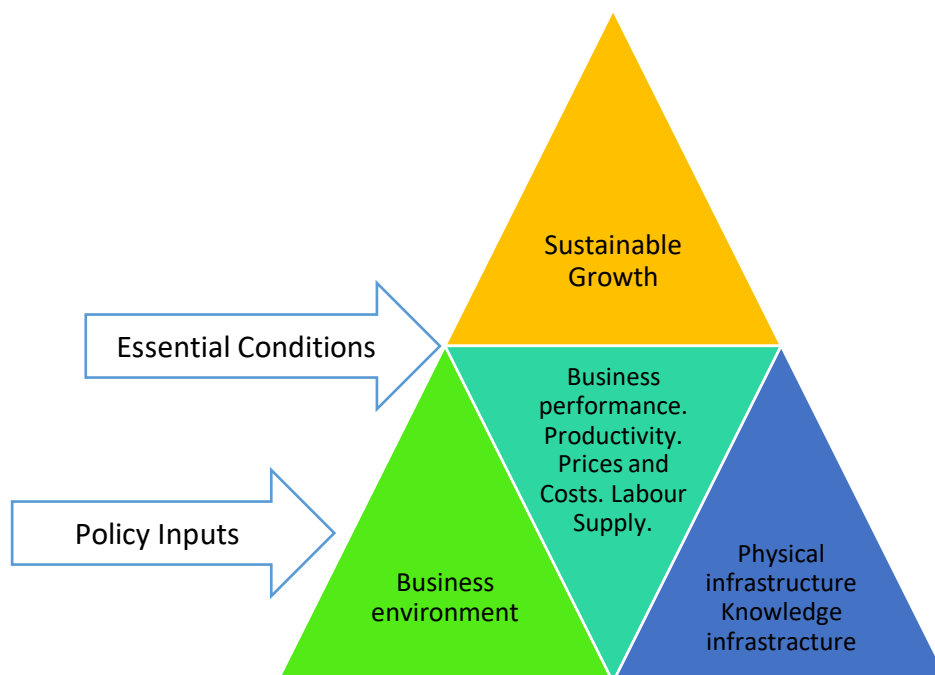 Sustainable
Growth
Essential Conditions
Business
performance.
Productivity.
Prices and
Costs. Labour
Supply.
Policy Inputs
Business
environment
Physical
infrastructure
Knowledge
infrastracture